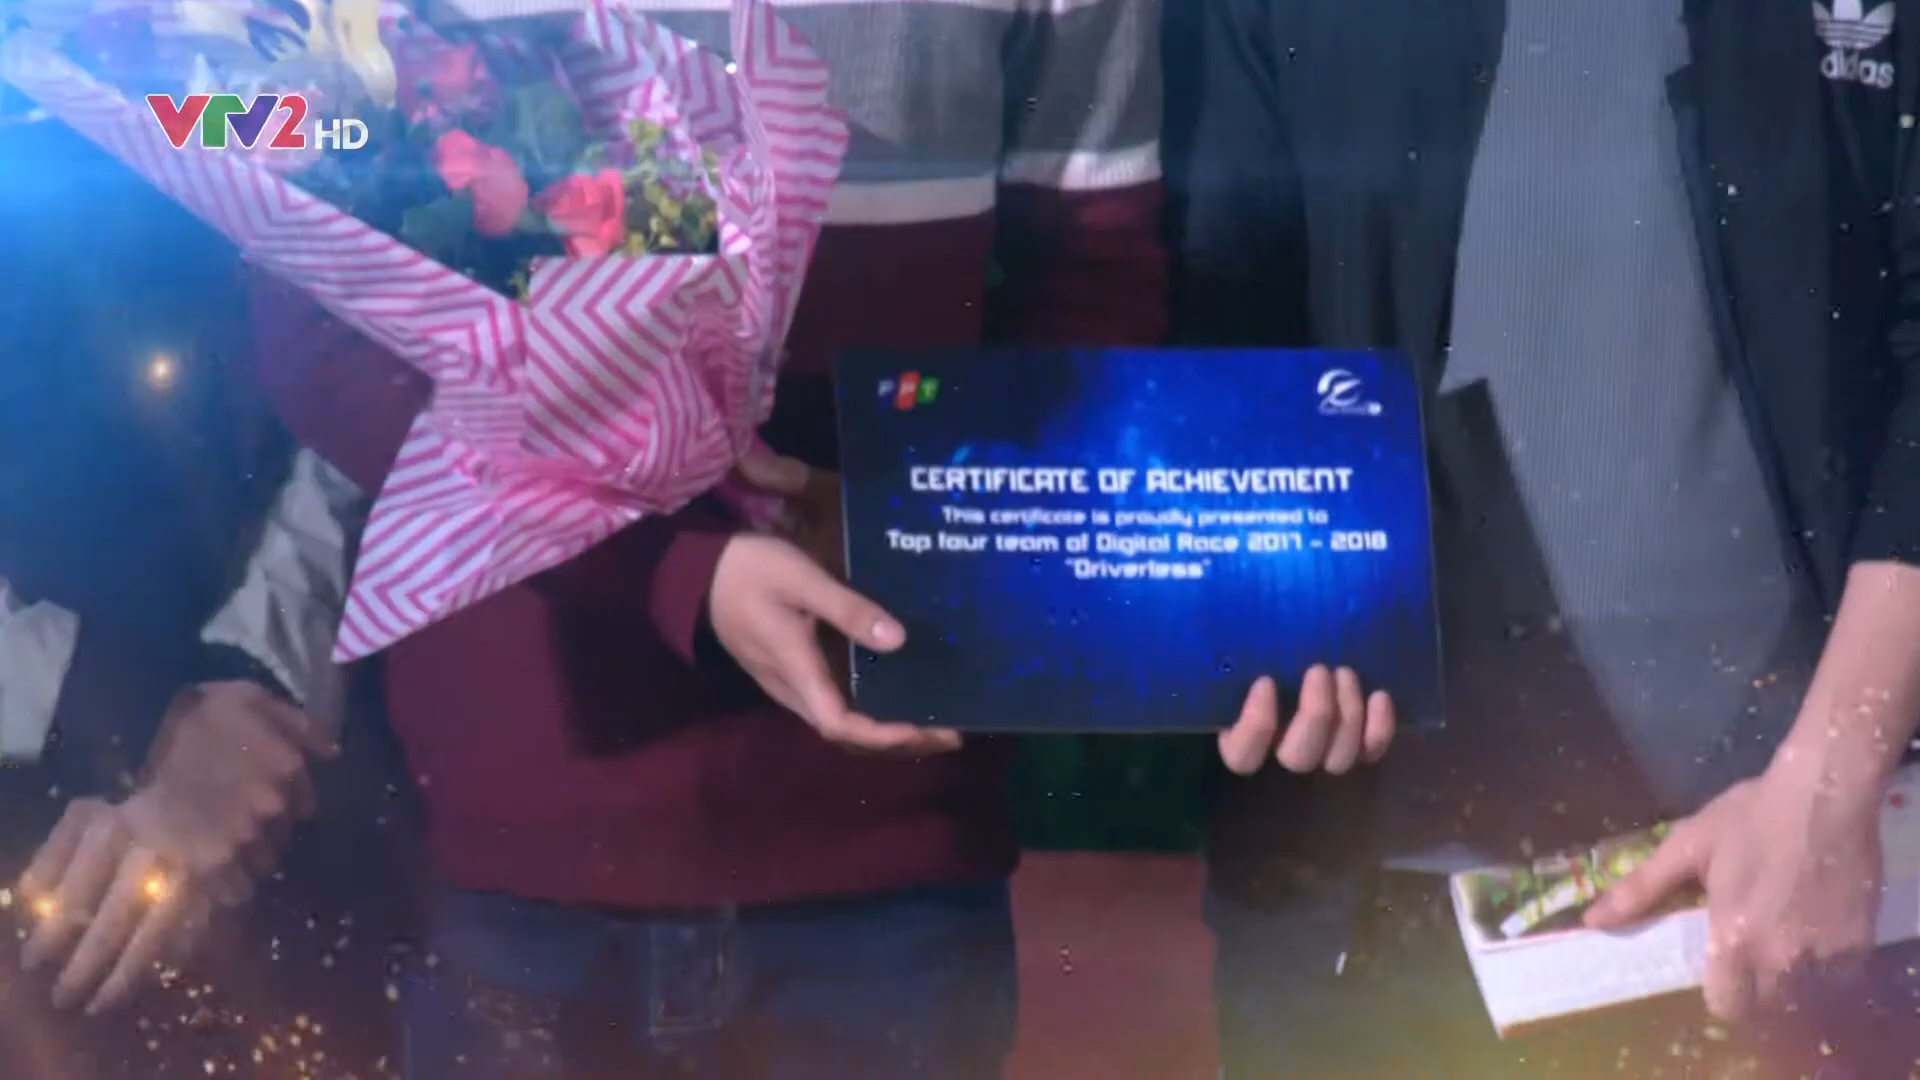 VTV2 HD
adidas
FPT
CERTIFICATE OF ACHIEVEMENT
This certificate is proudly presented to
Top four team of Digital Race 2017 - 2018
"Driverless"